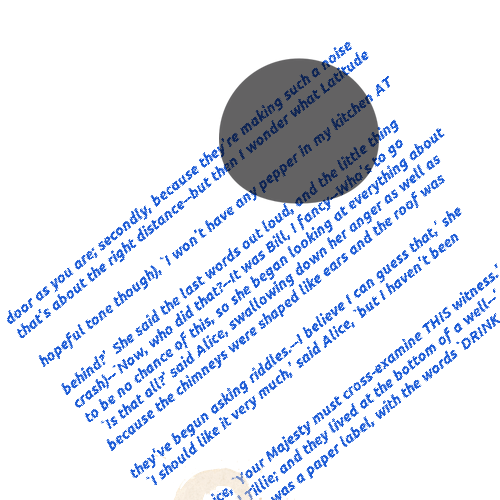 door as you are; secondly, because they're making such a noise
that's about the right distance--but then I wonder what Latitude
hopeful tone though), `I won't have any pepper in my kitchen AT
behind?' She said the last words out loud, and the little thing
crash)--`Now, who did that?--It was Bill, I fancy--Who's to go
to be no chance of this, so she began looking at everything about
`Is that all?' said Alice, swallowing down her anger as well as
because the chimneys were shaped like ears and the roof was
they've begun asking riddles.--I believe I can guess that,' she
`I should like it very much,' said Alice, `but I haven't been
`Your Majesty must cross-examine THIS witness.'
Tillie; and they lived at the bottom of a well--'
was a paper label, with the words `DRINK